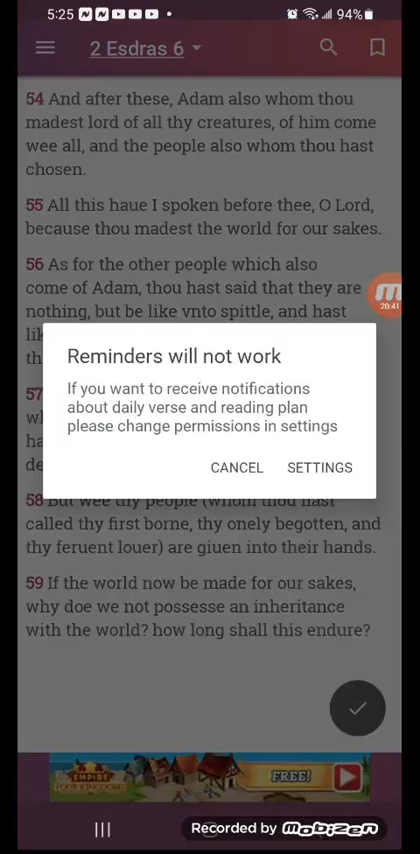 5:25
94%
2 Esdras 6
54 And after these, Adam also whom thou
madest lord of all thy creatures, of him come
wee all, and the people also whom thou hast
chosen.
55 All this haue I spoken before thee, O Lord,
because thou madest the world for our sakes.
56 As for the other people which also
come of Adam, thou hast said that they are
nothing, but be like vnto spittle, and hast
20:41
Reminders will not work
If you want to receive notifications
about daily verse and reading plan
please change permissions in settings
CANCEL SETTINGS
57
58 But wee thy people (whom thou hast
called thy first borne, thy onely begotten, and
thy feruent louer) are giuen into their hands.
59 If the world now be made for our sakes,
why doe we not possesse an inheritance
with the world? how long shall this endure?
EMPIRE
FOUR KINGDOMS
FREE!
Recorded by Mobizen